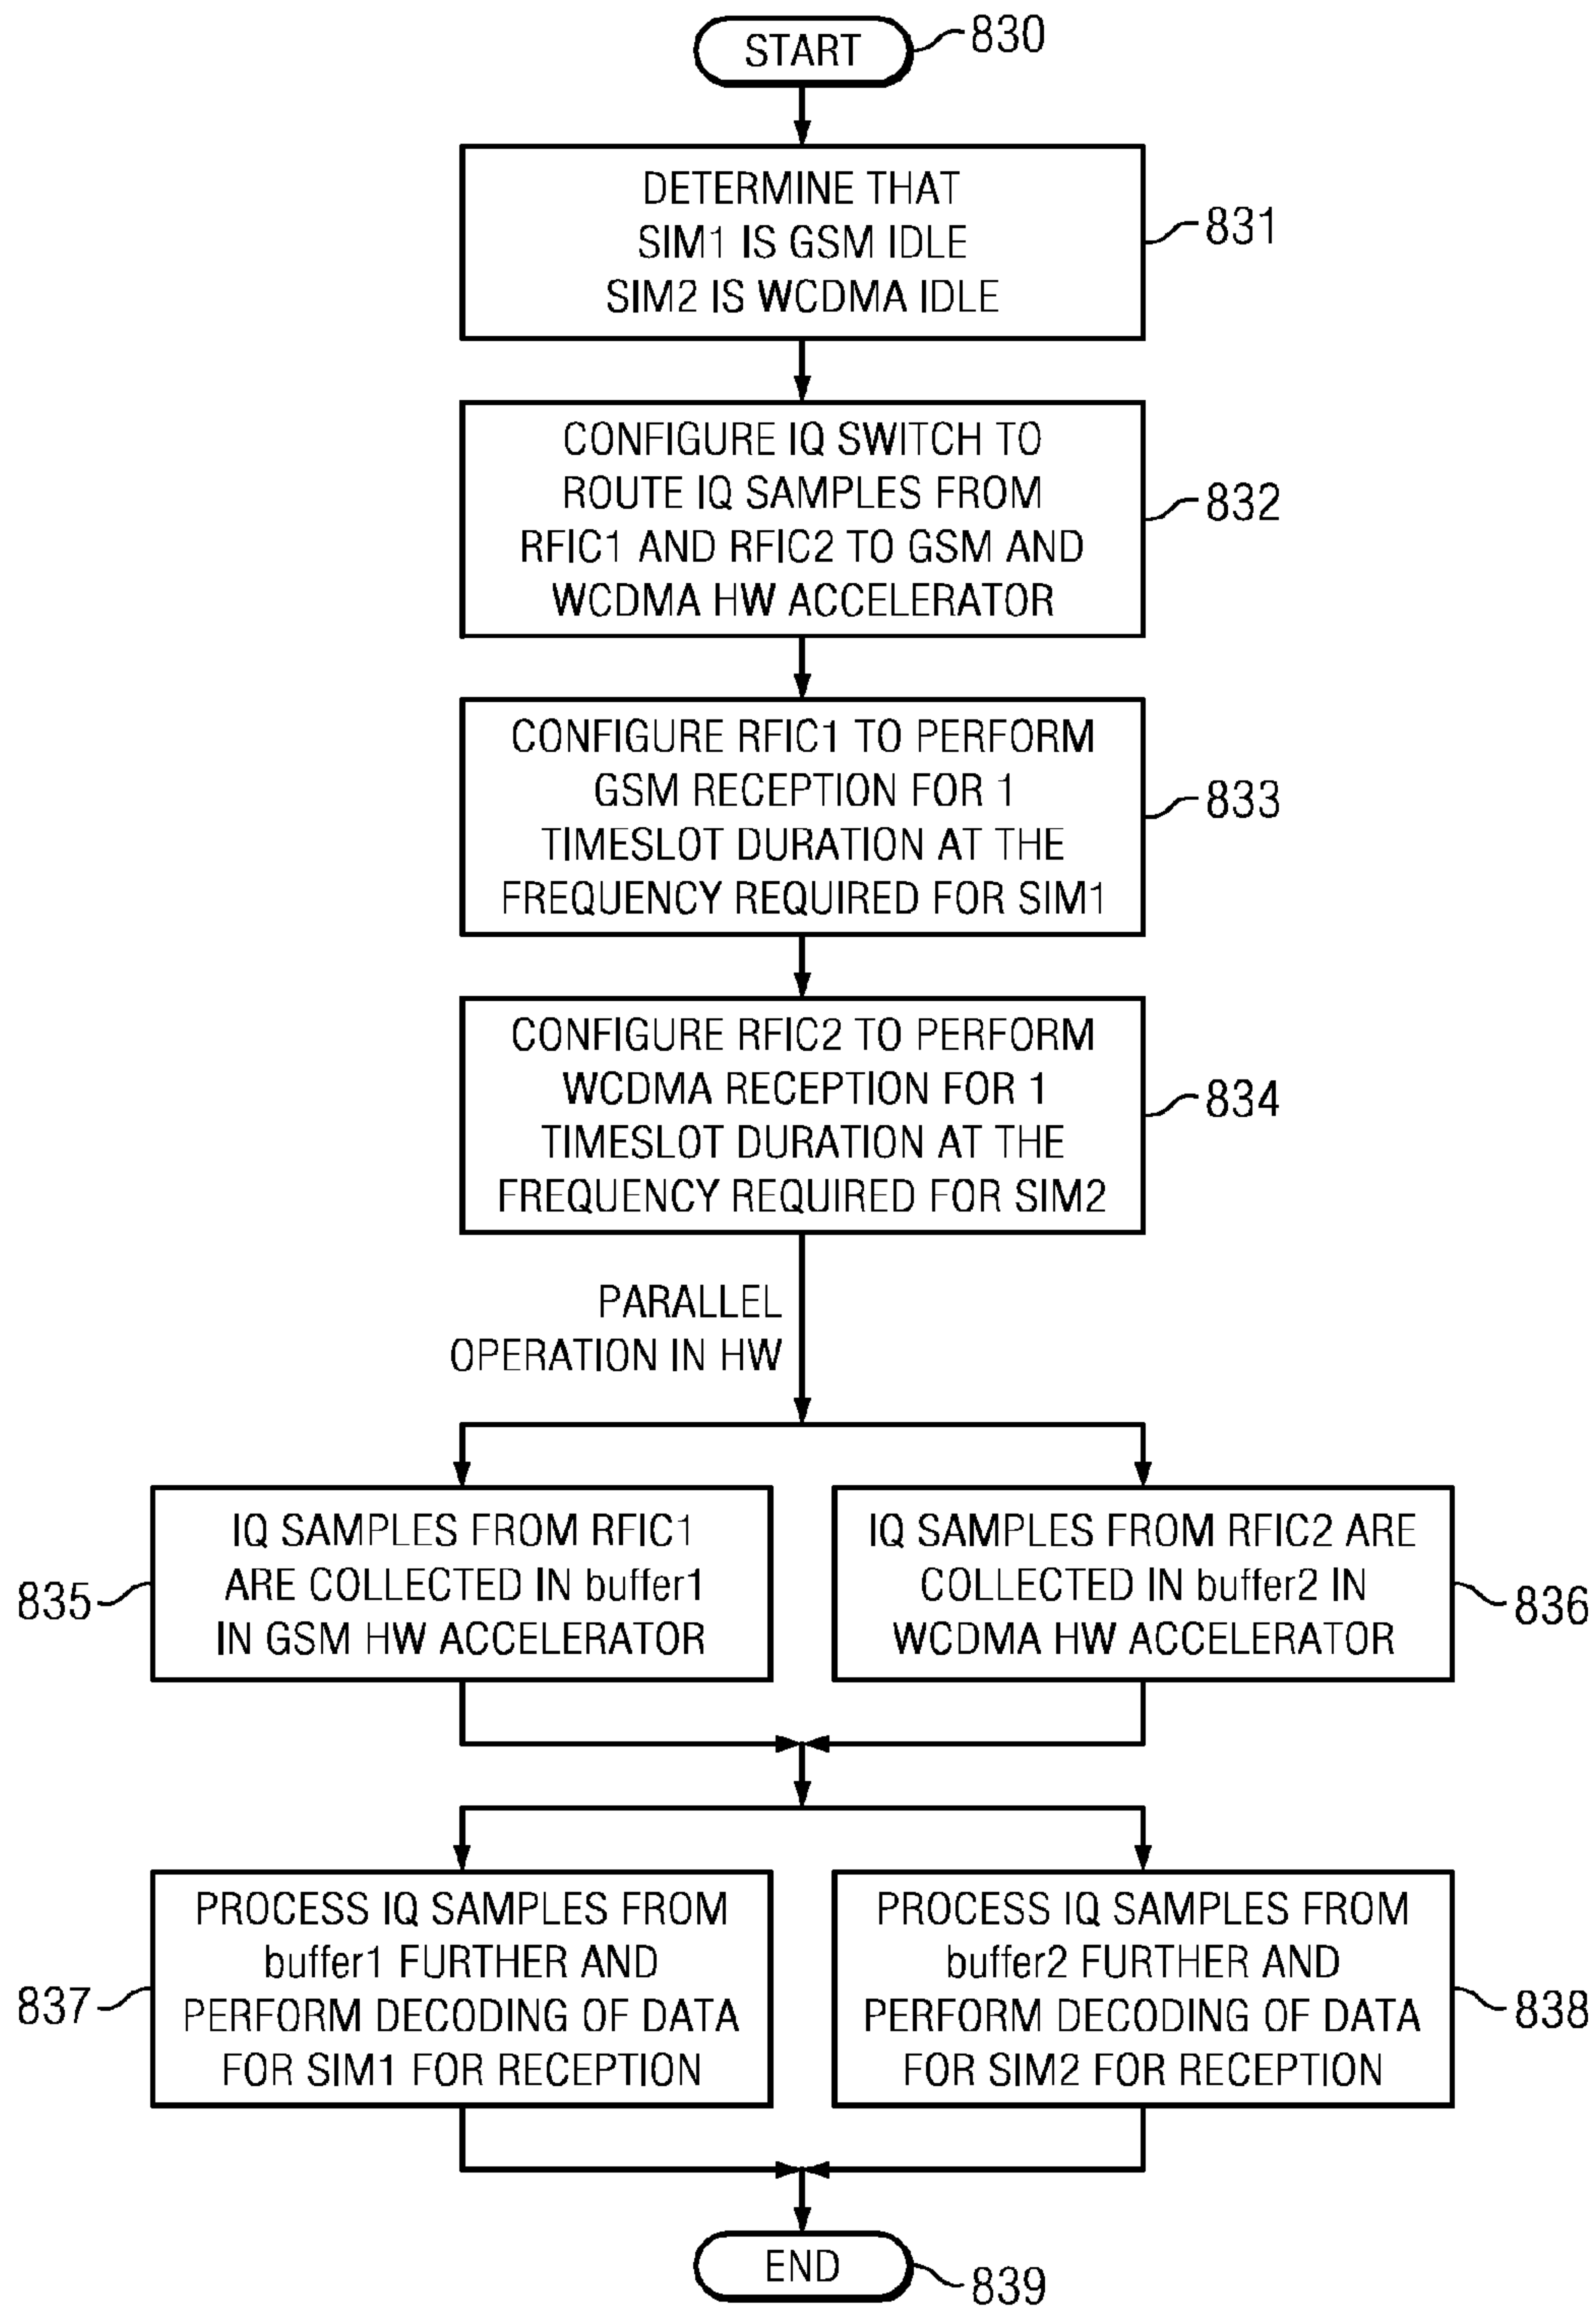 START
830
DETERMINE THAT
SIM1 IS GSM IDLE
SIM2 IS WCDMA IDLE
831
CONFIGURE IQ SWITCH TO
ROUTE IQ SAMPLES FROM
RFIC1 AND RFIC2 TO GSM AND
WCDMA HW ACCELERATOR
832
CONFIGURE RFIC1 TO PERFORM
GSM RECEPTION FOR 1
TIMESLOT DURATION AT THE
FREQUENCY REQUIRED FOR SIM1
833
CONFIGURE RFIC2 TO PERFORM
WCDMA RECEPTION FOR 1
TIMESLOT DURATION AT THE
FREQUENCY REQUIRED FOR SIM2
834
PARALLEL
OPERATION IN HW
IQ SAMPLES FROM RFIC1
ARE COLLECTED IN buffer1
IN GSM HW ACCELERATOR
835
IQ SAMPLES FROM RFIC2 ARE
COLLECTED IN buffer2 IN
WCDMA HW ACCELERATOR
836
PROCESS IQ SAMPLES FROM
buffer1 FURTHER AND
PERFORM DECODING OF DATA
FOR SIM1 FOR RECEPTION
837
PROCESS IQ SAMPLES FROM
buffer2 FURTHER AND
PERFORM DECODING OF DATA
FOR SIM2 FOR RECEPTION
838
END
839